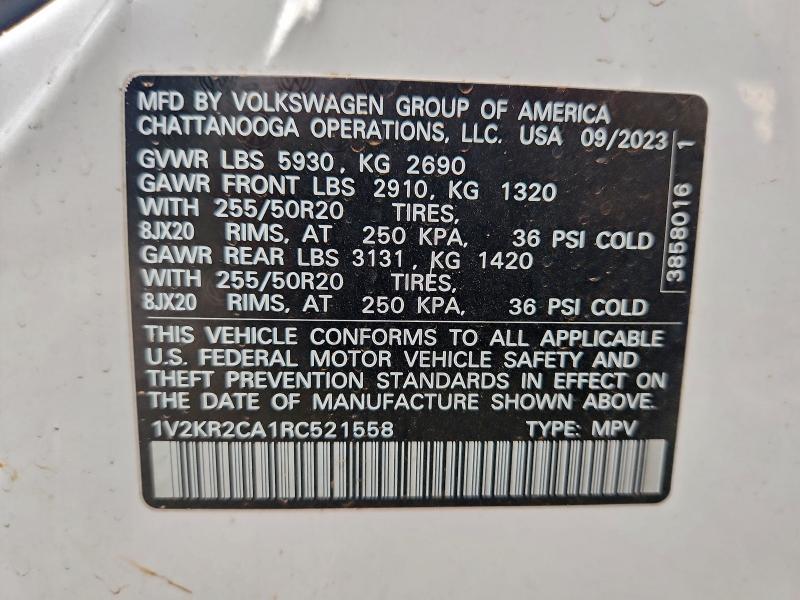 MFD BY VOLKSWAGEN GROUP OF AMERICA
CHATTANOOGA OPERATIONS, LLC. USA 09/2023
GVWR LBS 5930, KG 2690
GAWR FRONT LBS 2910, KG 1320
WITH 255/50R20 TIRES,
8JX20 RIMS, AT 250 KPA, 36 PSI COLD
GAWR REAR LBS 3131, KG 1420
WITH 255/50R20 TIRES,
8JX20 RIMS, AT 250 KPA, 36 PSI COLD
THIS VEHICLE CONFORMS TO ALL APPLICABLE
U.S. FEDERAL MOTOR VEHICLE SAFETY AND
THEFT PREVENTION STANDARDS IN EFFECT ON
THE DATE OF MANUFACTURE SHOWN ABOVE.
1V2KR2CA1RC521558 TYPE: MPV
3858016 1